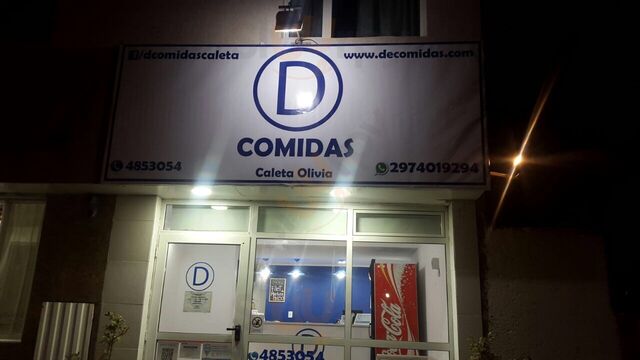 /dcomidascaleta
www.decomidas.com
D
COMIDAS
Caleta Olivia
4853054
2974019294
D
Coca-Cola
D
4853054